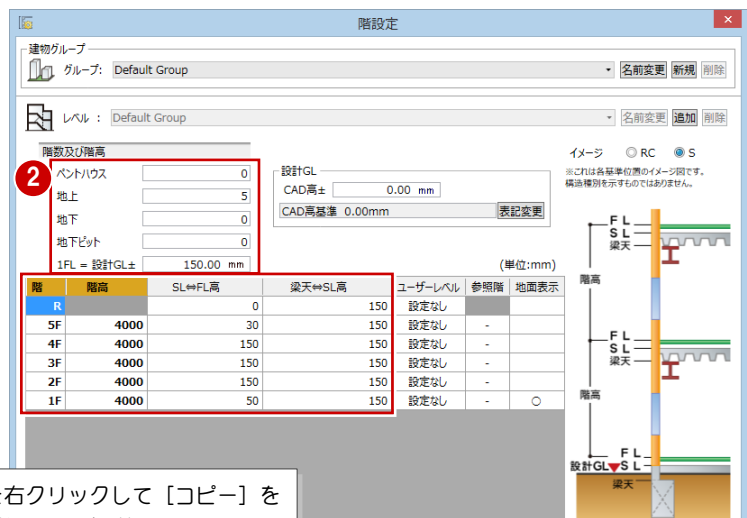 階設定
×
建物グループ
グループ: Default Group 名前変更 新規 削除
レベル : Default Group 名前変更 追加 削除
階数及び階高
2
ペントハウス 0
地上 5
地下 0
地下ピット 0
1FL = 設計GL± 150.00 mm
設計GL
CAD高± 0.00 mm
CAD高基準 0.00mm 表記変更
(単位:mm)
イメージ RC S
※これは各基準位置のイメージ図です。
構造種別を示すものではありません。
階 階高 SL⇔FL高 梁天⇔SL高 ユーザーレベル 参照階 地面表示
R 0 150 設定なし
5F 4000 30 150 設定なし -
4F 4000 150 150 設定なし -
3F 4000 150 150 設定なし -
2F 4000 150 150 設定なし -
1F 4000 50 150 設定なし - ○
FL
SL
梁天
階高
FL
SL
梁天
階高
FL
設計GL SL
梁天
右クリックして［コピー］を